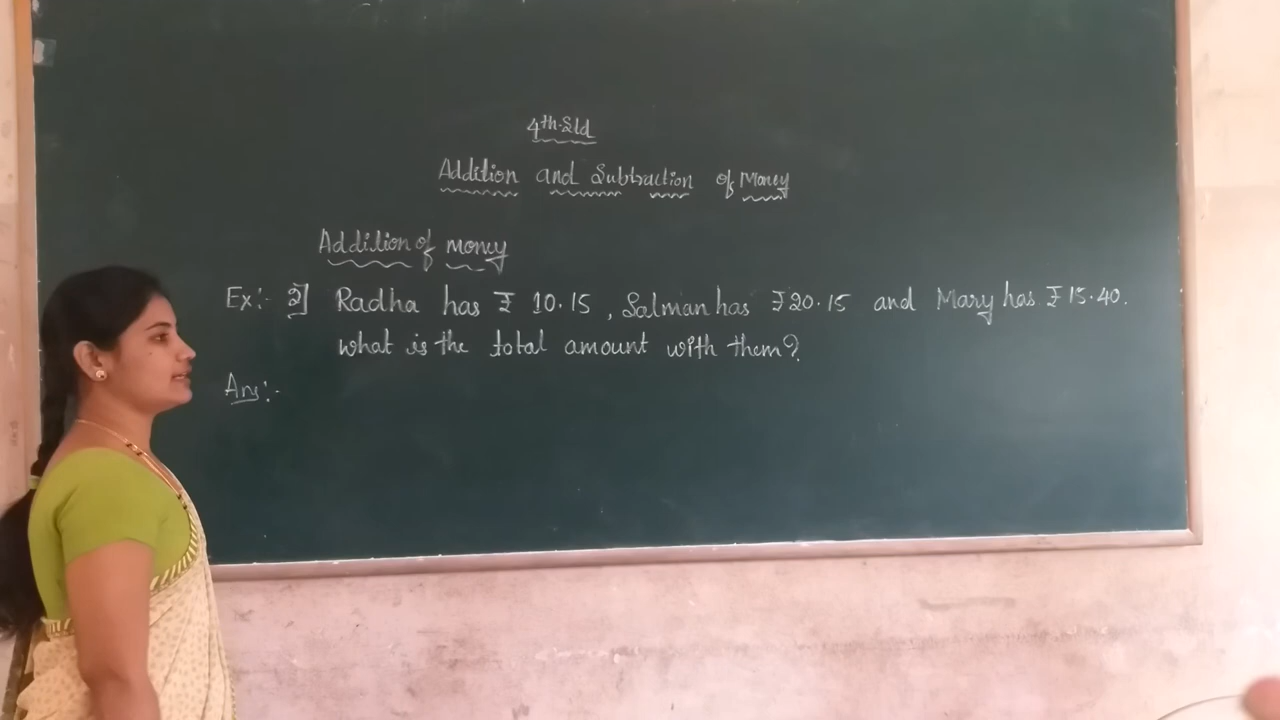 4th Std
Addition and Subtraction of Money
Addition of money
Ex:- 2] Radha has ₹ 10.15, Salman has ₹20.15 and Mary has ₹15.40.
what is the total amount with them?
Ans:-